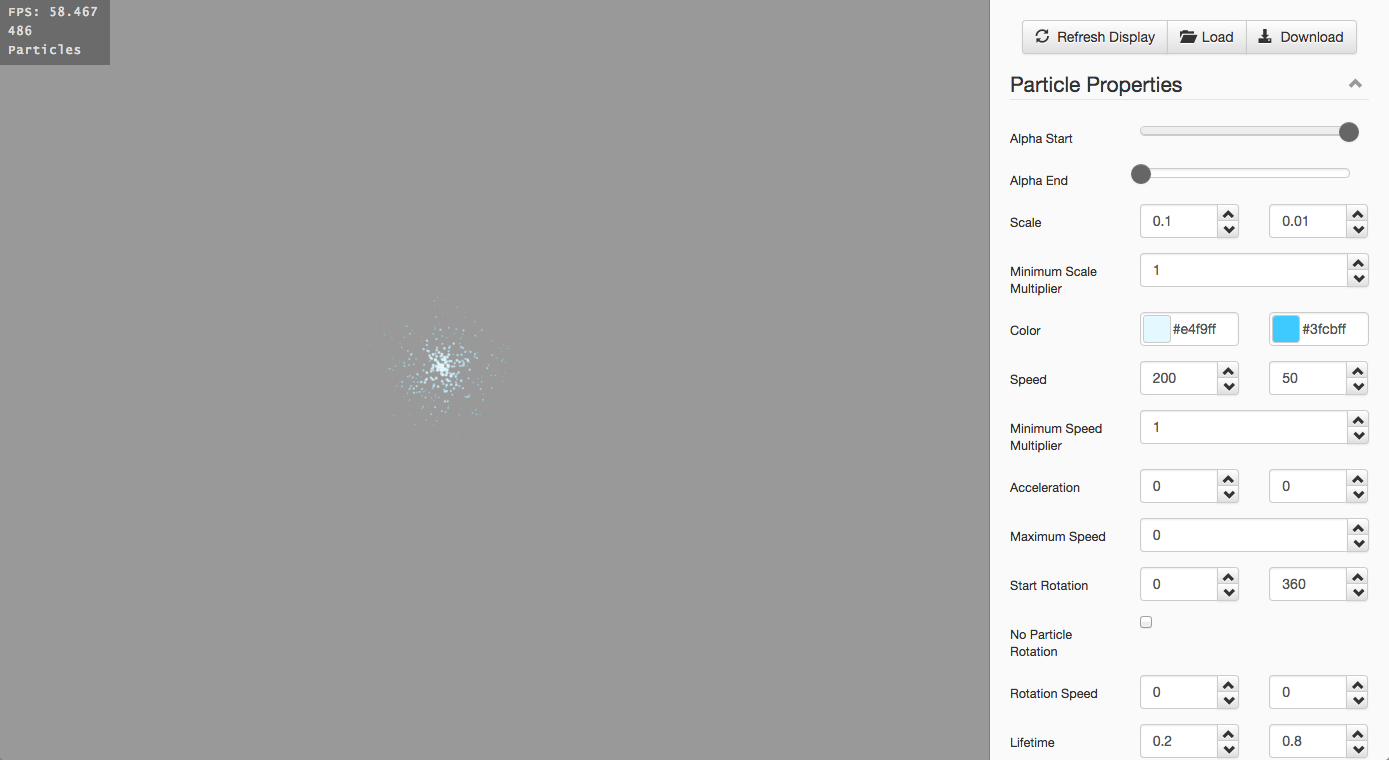 FPS: 58.467
486
Particles
Refresh Display Load Download
Particle Properties
Alpha Start
Alpha End
Scale 0.1 0.01
Minimum Scale 1
Multiplier
Color #e4f9ff #3fcbff
Speed 200 50
Minimum Speed 1
Multiplier
Acceleration 0 0
Maximum Speed 0
Start Rotation 0 360
No Particle
Rotation
Rotation Speed 0 0
Lifetime 0.2 0.8